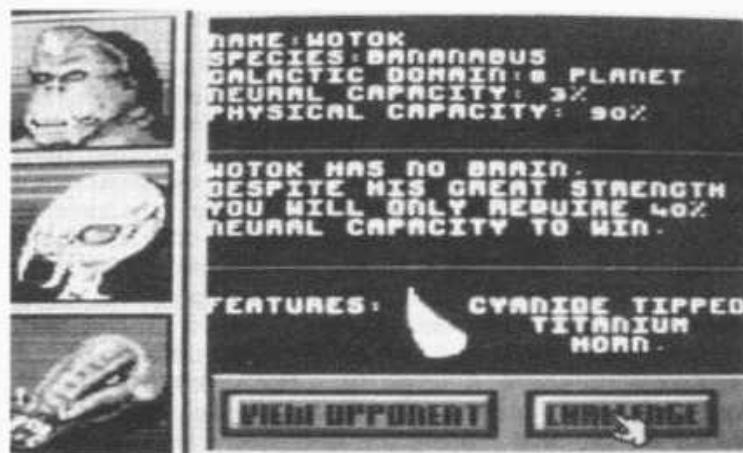 NAME:WOTOK
SPECIES:BANANABUS
GALACTIC DOMAIN:8 PLANET
NEURAL CAPACITY: 3%
PHYSICAL CAPACITY: 90%
WOTOK HAS NO BRAIN.
DESPITE HIS GREAT STRENGTH
YOU WILL ONLY REQUIRE 40%
NEURAL CAPACITY TO WIN.
FEATURES: CYANIDE TIPPED
TITANIUM
HORN.
VIEW OPPONENT CHALLENGE